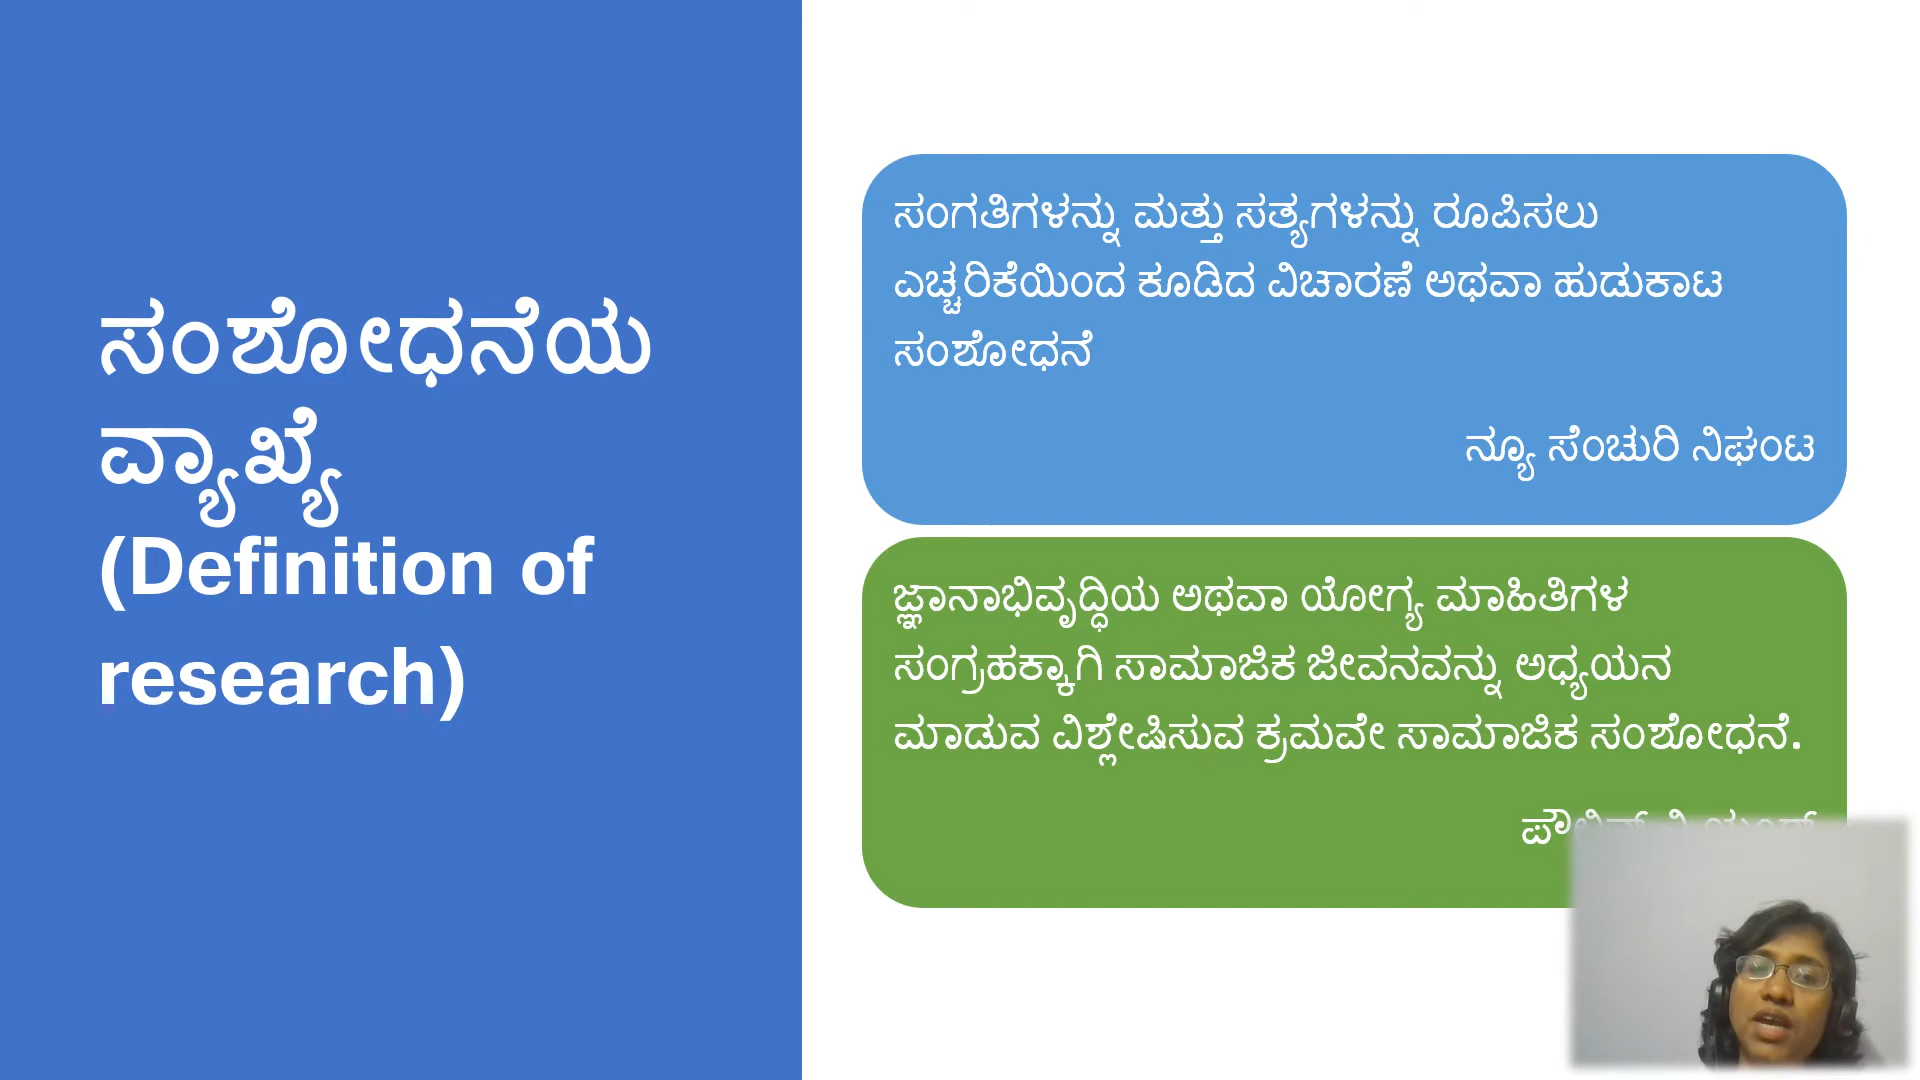 ಸಂಶೋಧನೆಯ
ವ್ಯಾಖ್ಯೆ
(Definition of
research)
ಸಂಗತಿಗಳನ್ನು ಮತ್ತು ಸತ್ಯಗಳನ್ನು ರೂಪಿಸಲು
ಎಚ್ಚರಿಕೆಯಿಂದ ಕೂಡಿದ ವಿಚಾರಣೆ ಅಥವಾ ಹುಡುಕಾಟ
ಸಂಶೋಧನೆ
ನ್ಯೂ ಸೆಂಚುರಿ ನಿಘಂಟ
ಜ್ಞಾನಾಭಿವೃದ್ಧಿಯ ಅಥವಾ ಯೋಗ್ಯ ಮಾಹಿತಿಗಳ
ಸಂಗ್ರಹಕ್ಕಾಗಿ ಸಾಮಾಜಿಕ ಜೀವನವನ್ನು ಅಧ್ಯಯನ
ಮಾಡುವ ವಿಶ್ಲೇಷಿಸುವ ಕ್ರಮವೇ ಸಾಮಾಜಿಕ ಸಂಶೋಧನೆ.